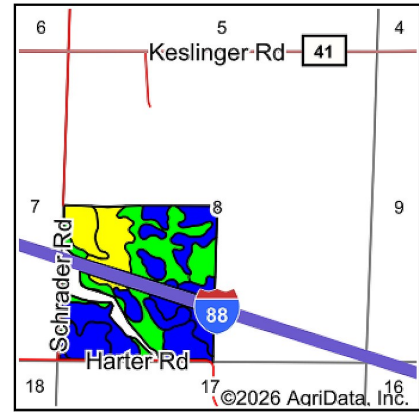 6 5 4
Keslinger Rd 41
7 8 9
Schrader Rd
88
Harter Rd
18 17 16
©2026 AgriData, Inc.